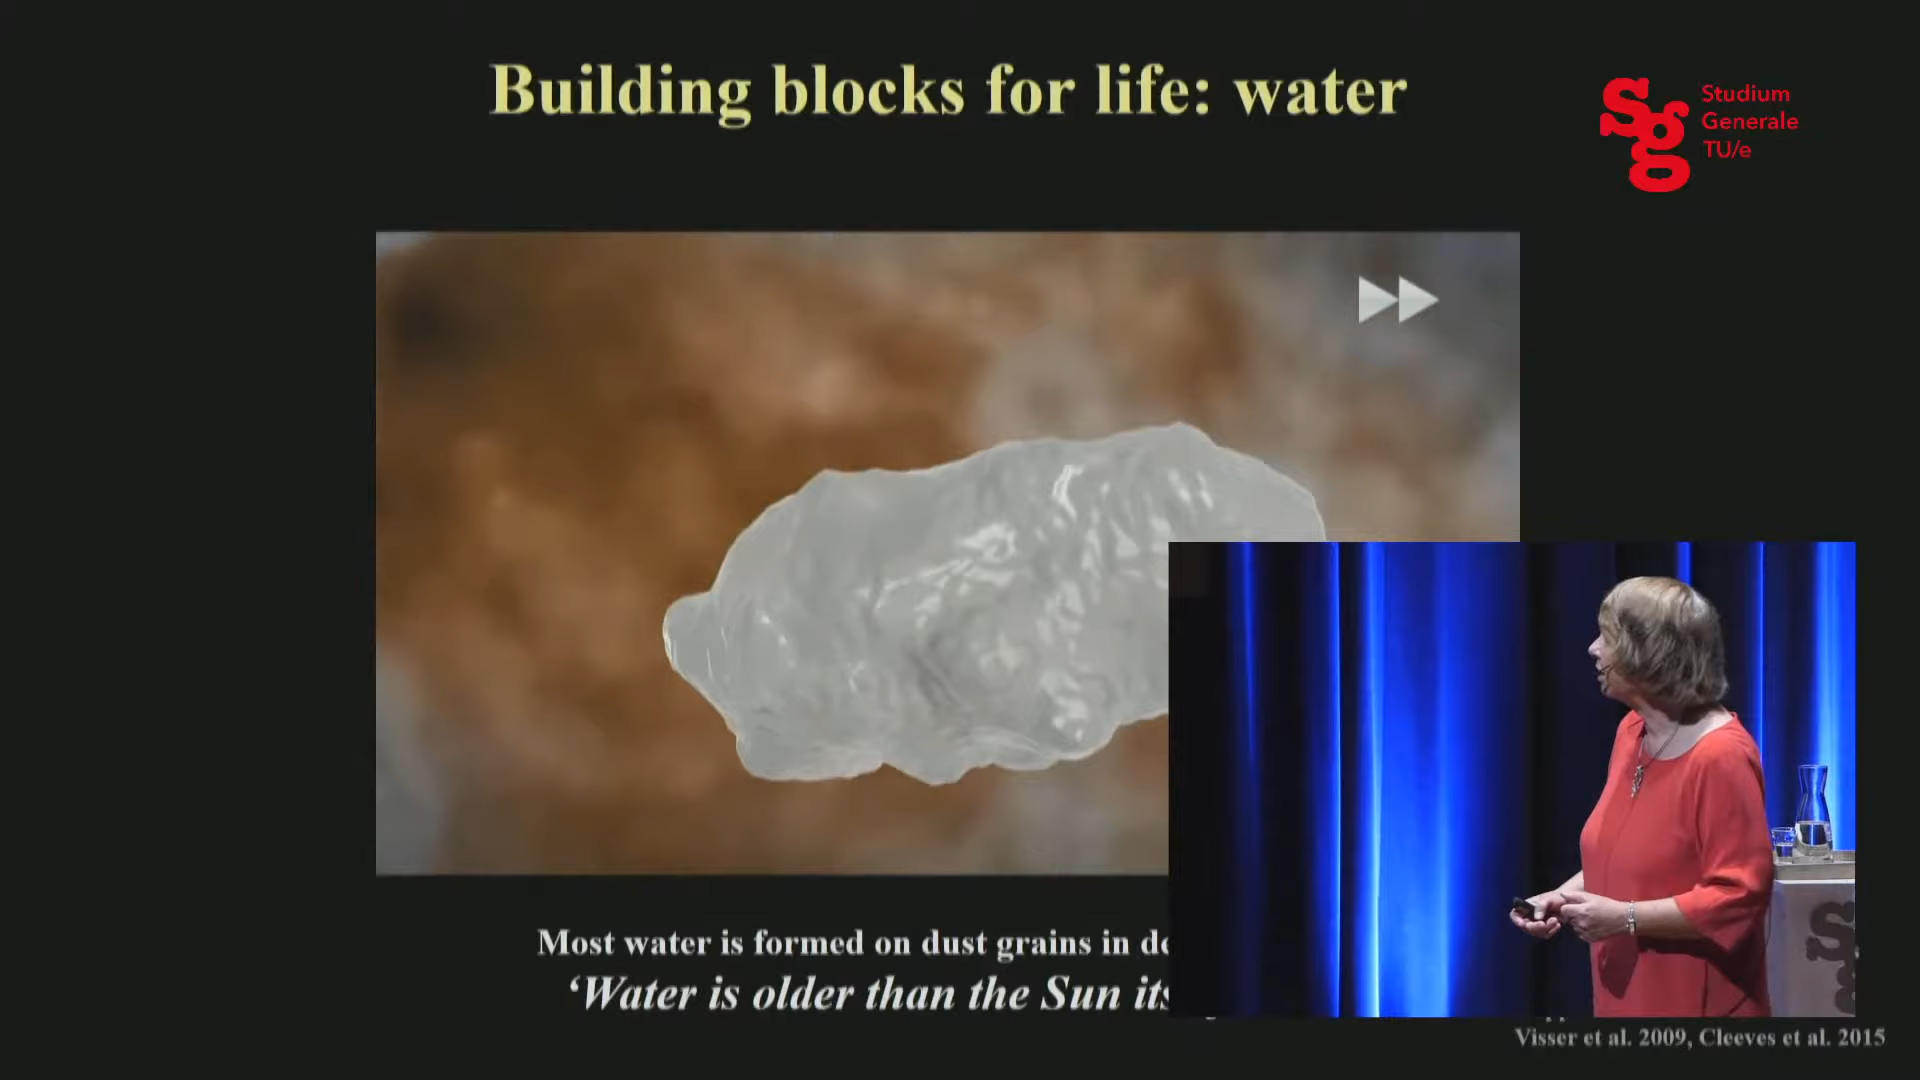 Building blocks for life: water
Studium
Generale
TU/e
Most water is formed on dust grains in
‘Water is older than the Sun
Visser et al. 2009, Cleeves et al. 2015